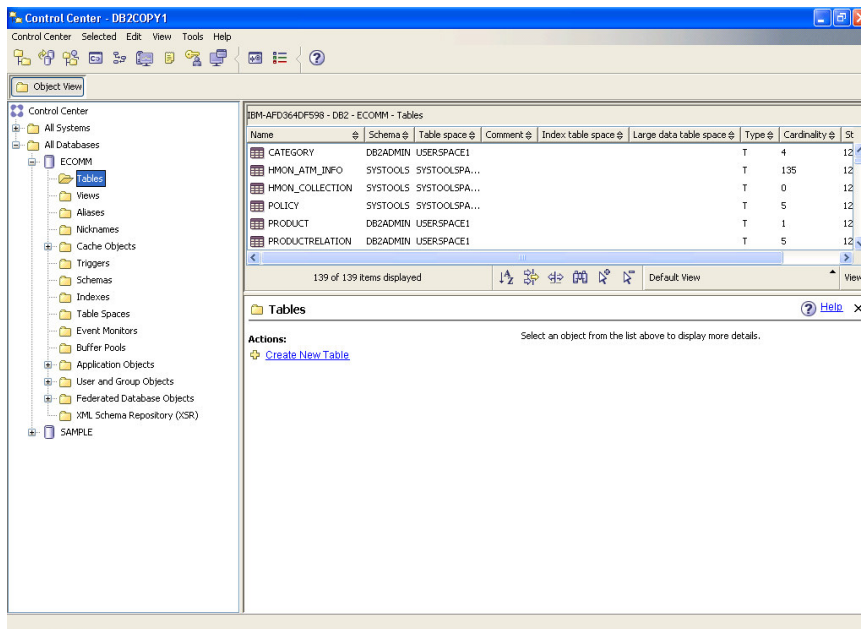 Control Center - DB2COPY1
Control Center Selected Edit View Tools Help
Object View
Control Center
All Systems
All Databases
ECOMM
Tables
Views
Aliases
Nicknames
Cache Objects
Triggers
Schemas
Indexes
Table Spaces
Event Monitors
Buffer Pools
Application Objects
User and Group Objects
Federated Database Objects
XML Schema Repository (XSR)
SAMPLE
IBM-AFD364DF598 - DB2 - ECOMM - Tables
Name Schema Table space Comment Index table space Large data table space Type Cardinality St
CATEGORY DB2ADMIN USERSPACE1 T 4 12
HMON_ATM_INFO SYSTOOLS SYSTOOLSPA... T 135 12
HMON_COLLECTION SYSTOOLS SYSTOOLSPA... T 0 12
POLICY SYSTOOLS SYSTOOLSPA... T 5 12
PRODUCT DB2ADMIN USERSPACE1 T 1 12
PRODUCTRELATION DB2ADMIN USERSPACE1 T 5 12
139 of 139 items displayed Default View View
Tables Help
Actions: Select an object from the list above to display more details.
Create New Table